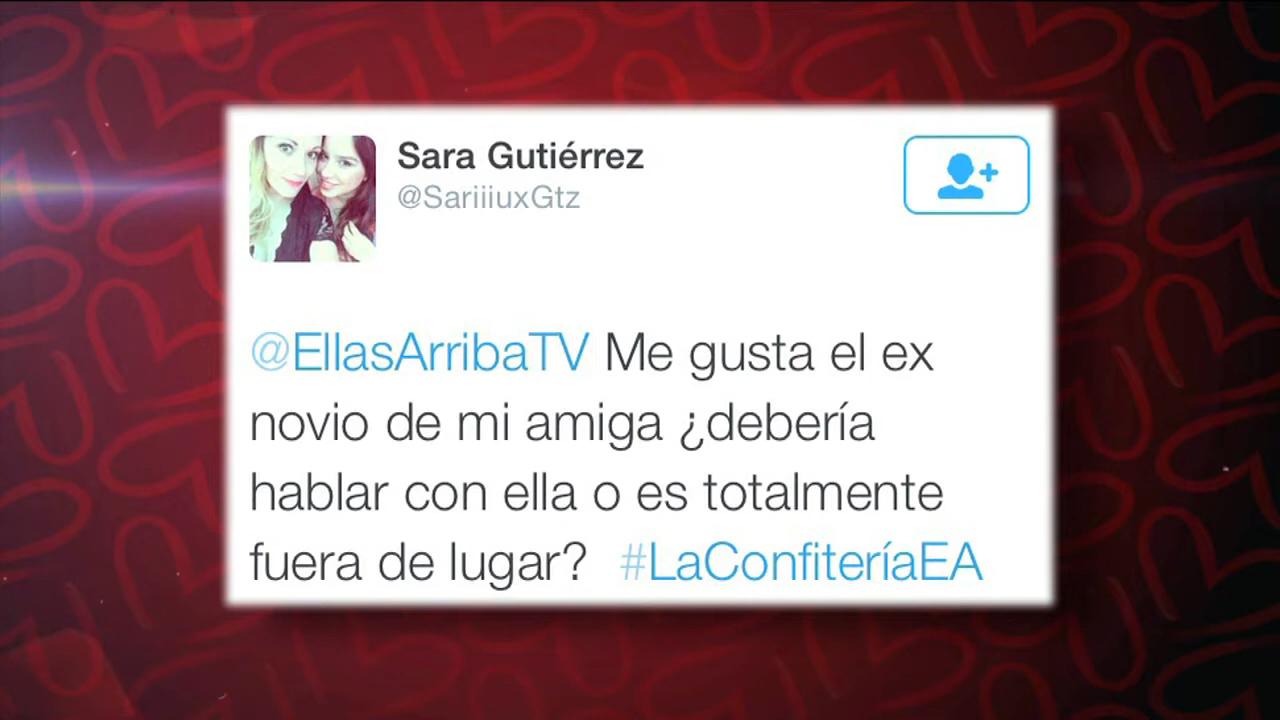 Sara Gutiérrez
@SariiiuxGtz
@EllasArribaTV Me gusta el ex
novio de mi amiga ¿debería
hablar con ella o es totalmente
fuera de lugar? #LaConfiteríaEA